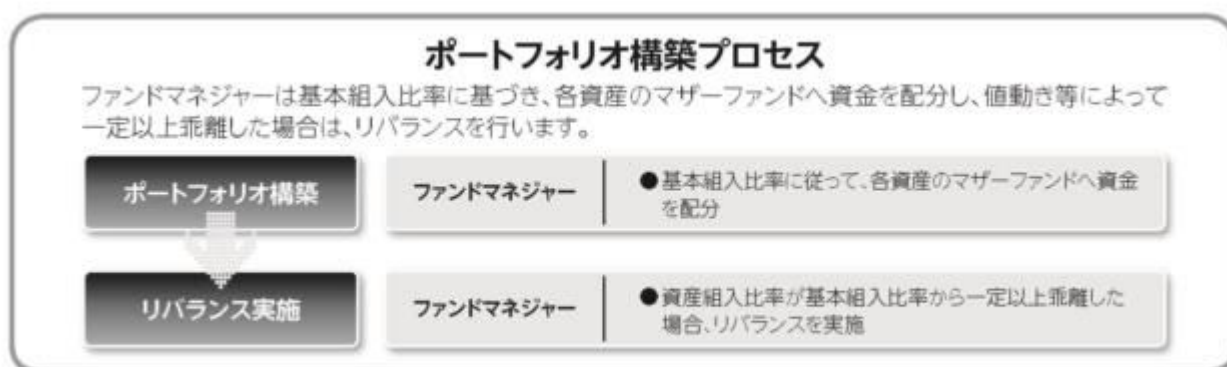 ポートフォリオ構築プロセス
ファンドマネジャーは基本組入比率に基づき、各資産のマザーファンドへ資金を配分し、値動き等によって
一定以上乖離した場合は、リバランスを行います。
ポートフォリオ構築
ファンドマネジャー
●基本組入比率に従って、各資産のマザーファンドへ資金
を配分
リバランス実施
ファンドマネジャー
●資産組入比率が基本組入比率から一定以上乖離した
場合、リバランスを実施